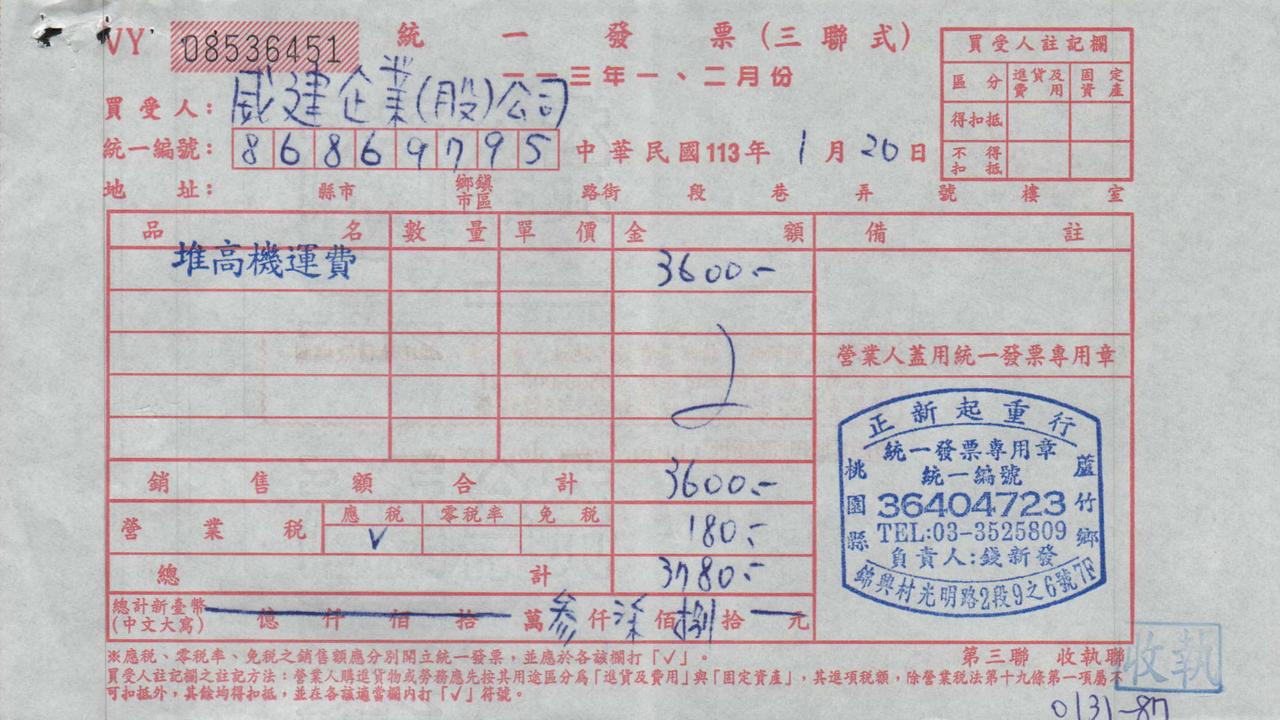 VY 08536451 統一發票(三聯式)
一一三年一、二月份
買受人: 威建企業(股)公司
統一編號: 86869795 中華民國113年1月20日
地址: 縣市 鄉鎮市區 路街 段 巷 弄 號 樓 室
買受人註記欄
區分 進貨及費用 固定資產
得扣抵
不得扣抵
品名 數量 單價 金額 備註
堆高機運費 3600.-
營業人蓋用統一發票專用章
銷售額合計 3600.-
營業稅 應稅 零稅率 免稅 180.-
✓
總計 3780.-
總計新臺幣(中文大寫) 億 仟 佰 拾 萬 參 仟 柒 佰 捌 拾 元
正新起重行
統一發票專用章
統一編號
36404723
TEL:03-3525809
負責人:錢新發
桃園縣 蘆竹鄉
錦興村光明路2段9之6號7F
※應稅、零稅率、免稅之銷售額應分別開立統一發票,並應於各該欄打「✓」。
買受人註記欄之註記方法:營業人購進貨物或勞務應先按其用途區分為「進貨及費用」與「固定資產」,其進項稅額,除營業稅法第十九條第一項屬不
可扣抵外,其餘均得扣抵,並在各該適當欄內打「✓」符號。
第三聯 收執聯
收執
0131-87